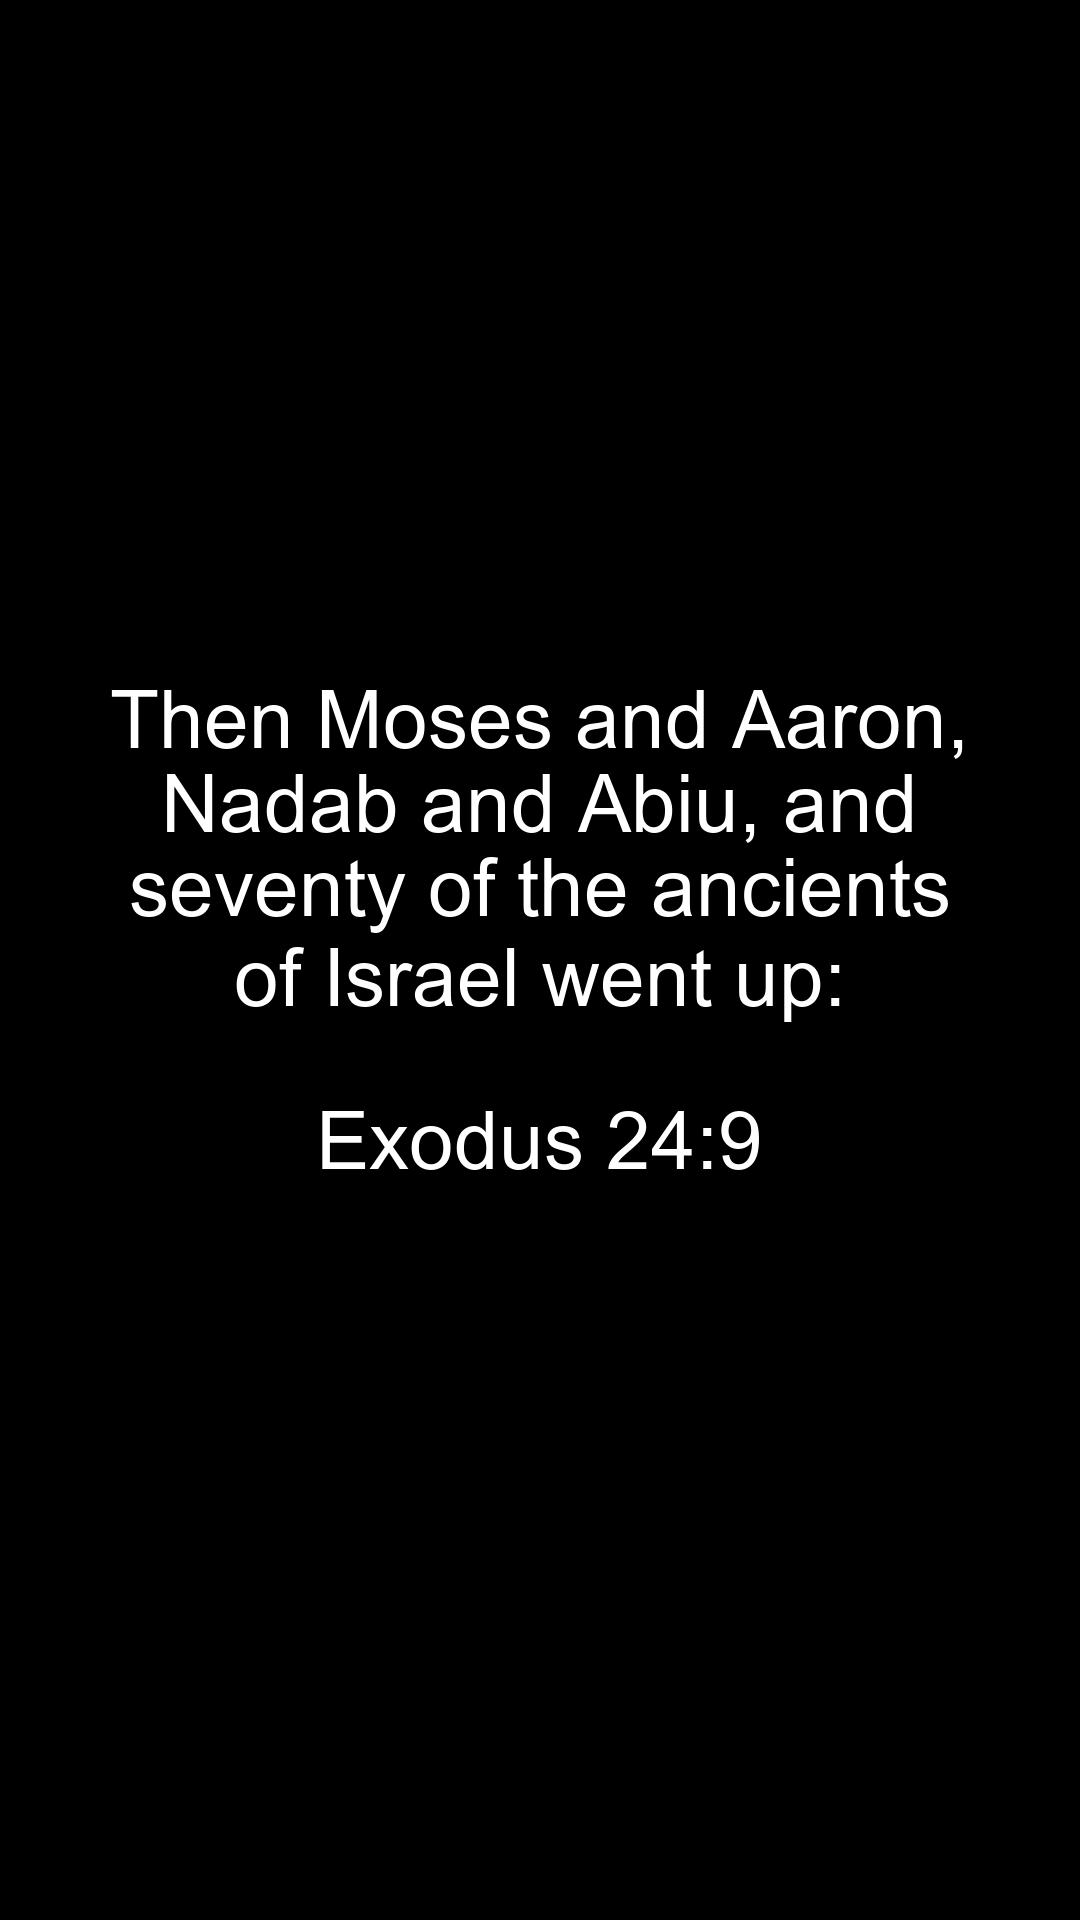 Then Moses and Aaron,
Nadab and Abiu, and
seventy of the ancients
of Israel went up:
Exodus 24:9